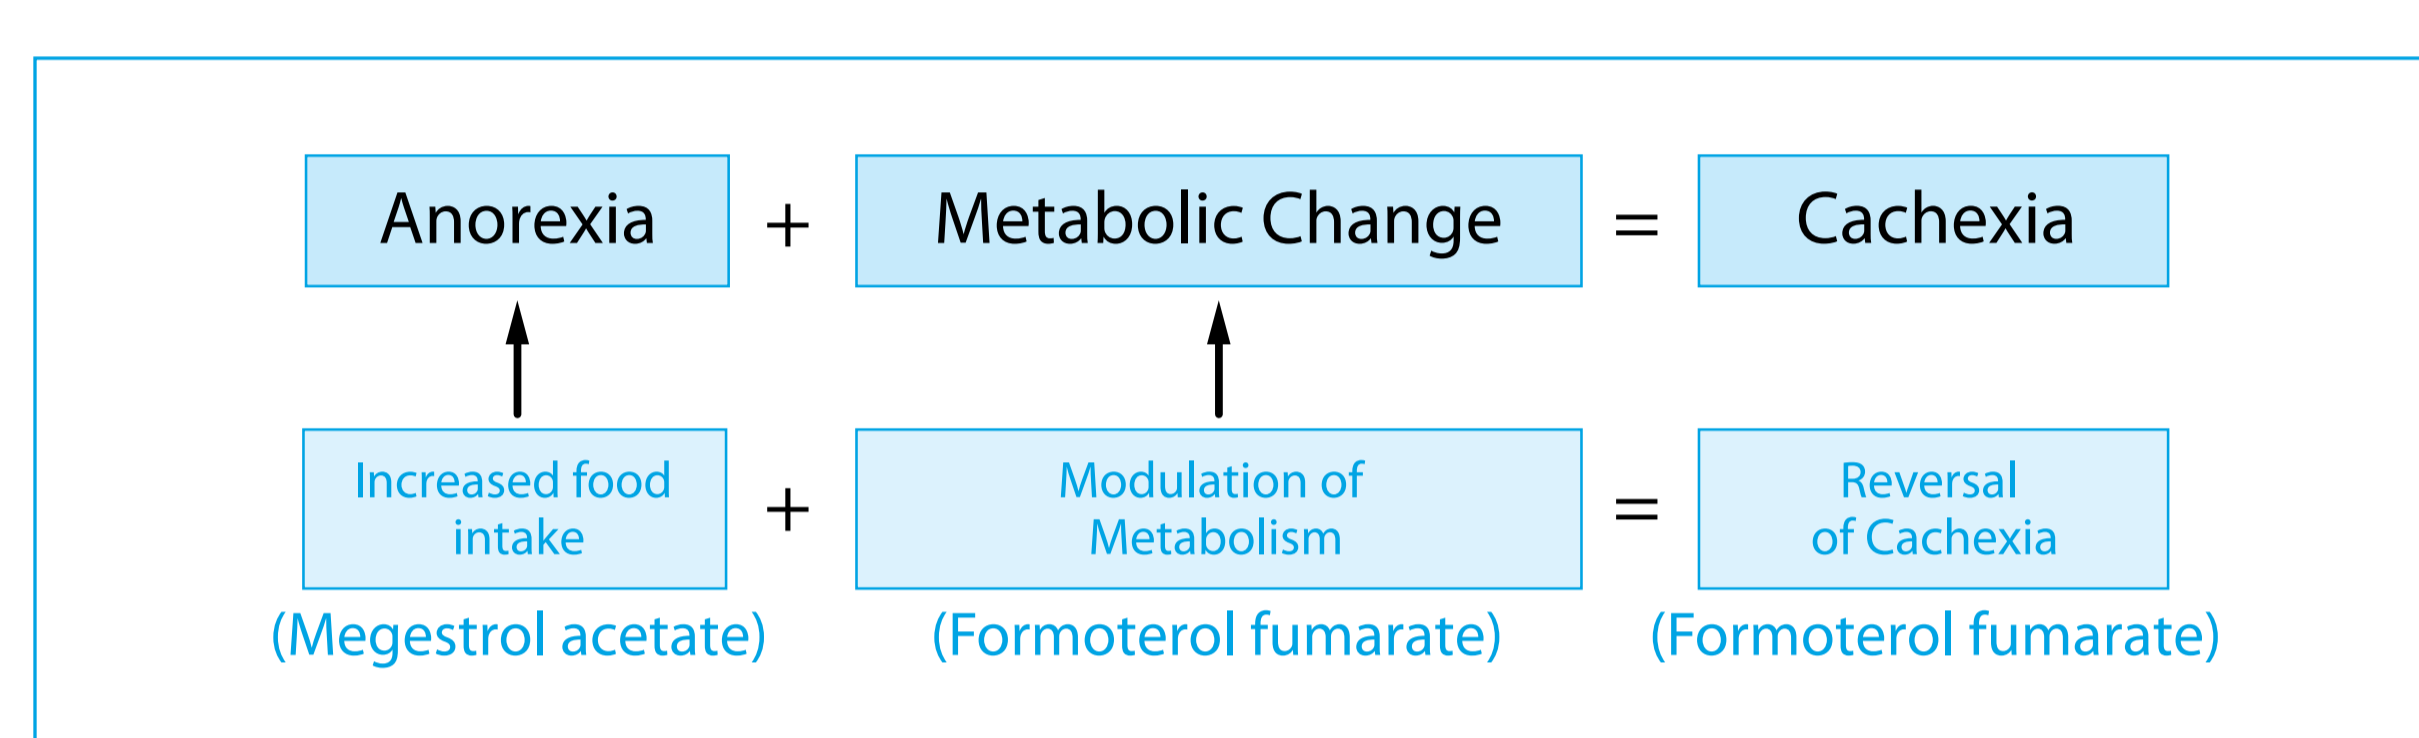 Anorexia + Metabolic Change = Cachexia
Increased food intake + Modulation of Metabolism = Reversal of Cachexia
(Megestrol acetate) (Formoterol fumarate) (Formoterol fumarate)